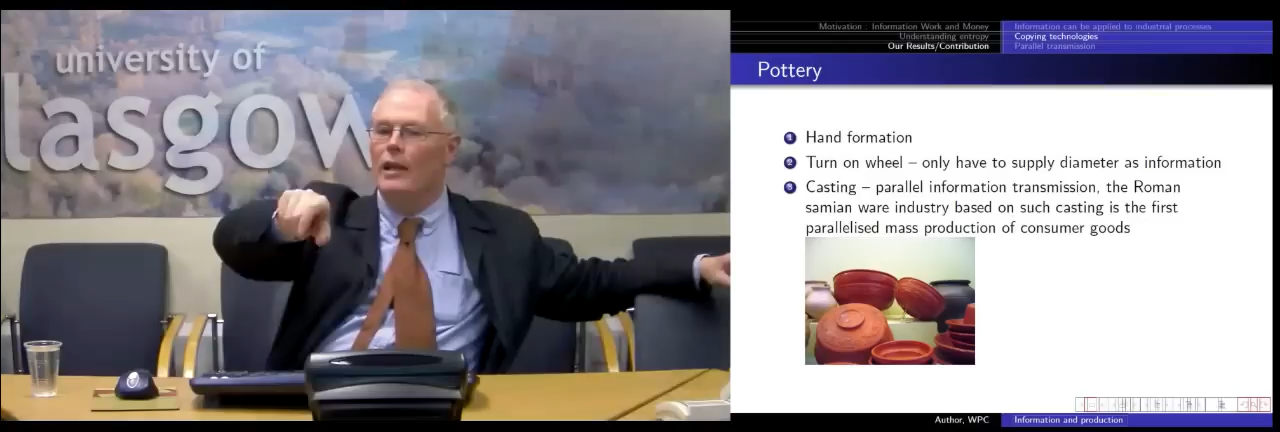 university of
lasgow
Motivation : Information Work and Money
Understanding entropy
Our Results/Contribution
Information can be applied to industrial processes
Copying technologies
Parallel transmission
Pottery
1 Hand formation
2 Turn on wheel – only have to supply diameter as information
3 Casting – parallel information transmission, the Roman
samian ware industry based on such casting is the first
parallelised mass production of consumer goods
Author, WPC
Information and production